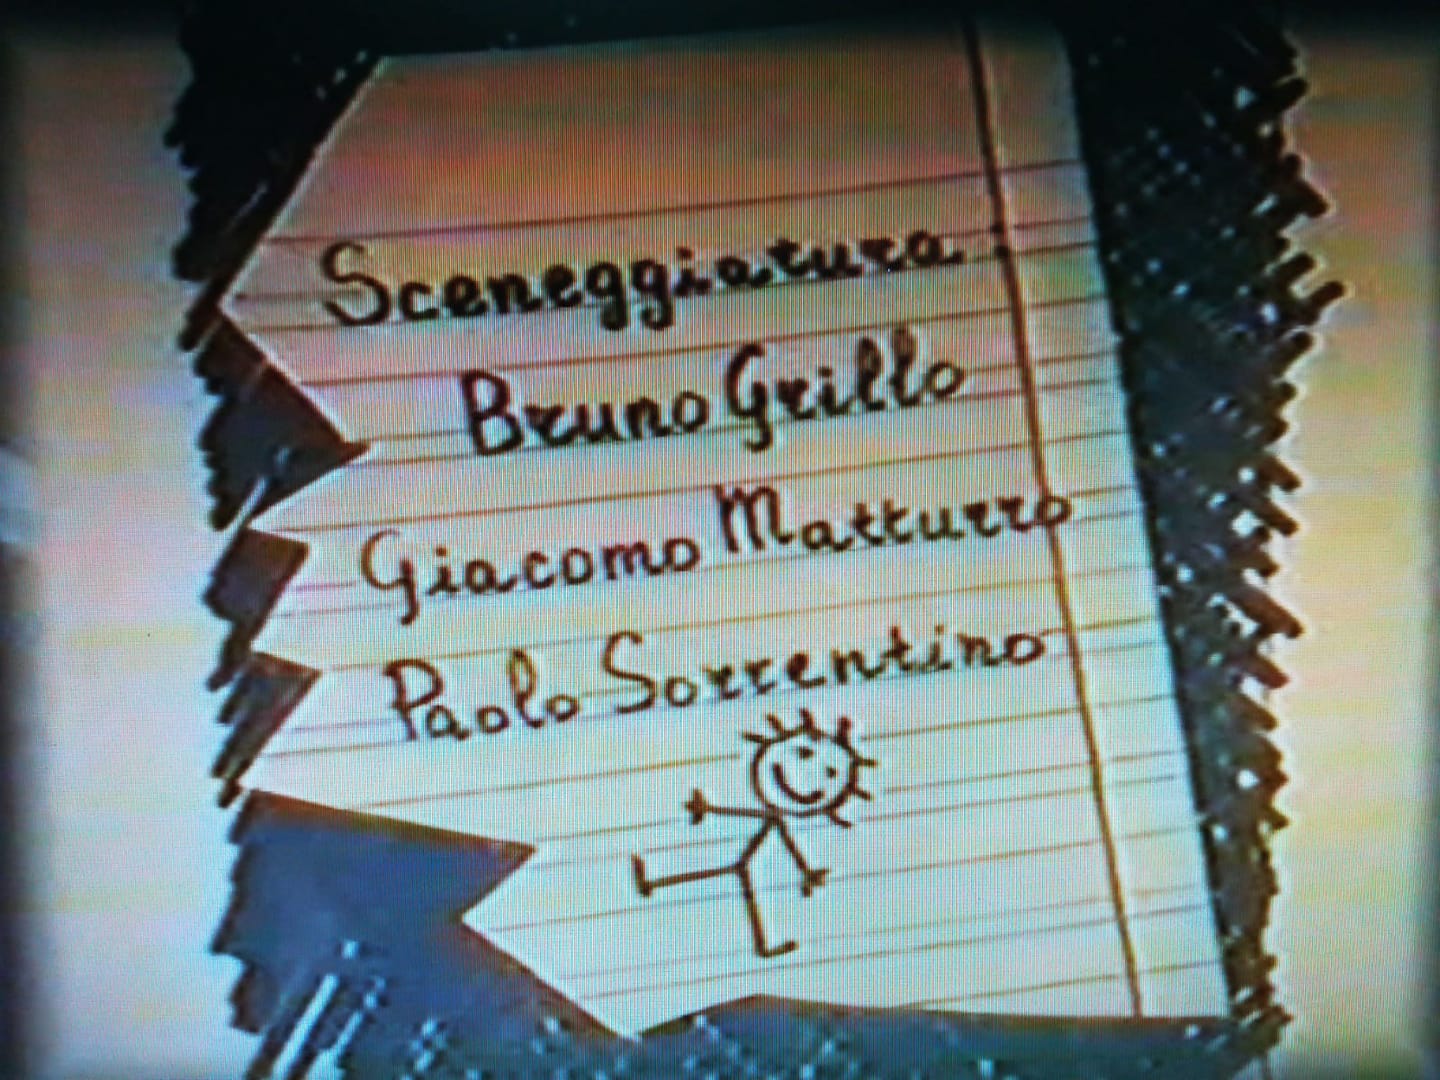 Sceneggiatura:
Bruno Grillo
Giacomo Matturro
Paolo Sorrentino